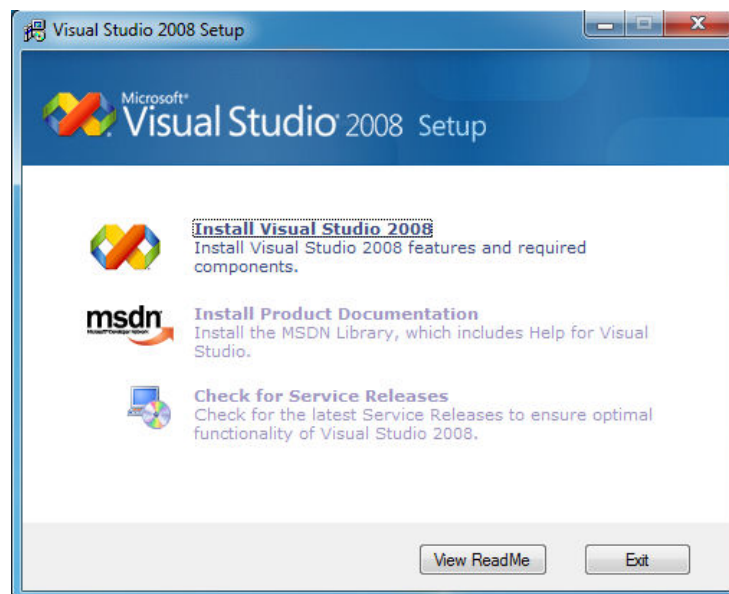 Visual Studio 2008 Setup
Microsoft®
Visual Studio® 2008 Setup
Install Visual Studio 2008
Install Visual Studio 2008 features and required
components.
msdn
Install Product Documentation
Install the MSDN Library, which includes Help for Visual
Studio.
Check for Service Releases
Check for the latest Service Releases to ensure optimal
functionality of Visual Studio 2008.
View ReadMe
Exit